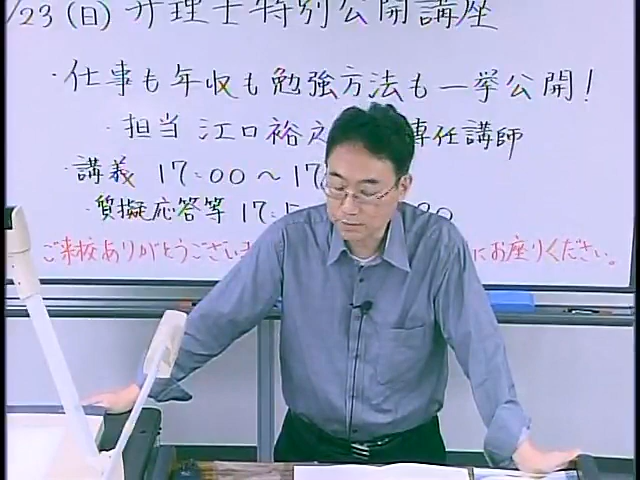 /23(日) 弁理士特別公開講座
・仕事も年収も勉強方法も一挙公開!
・担当 江口裕 専任講師
・講義 17:00～17
・質擬応答等 17:5 30
ご来校ありがとうござい にお座りください。